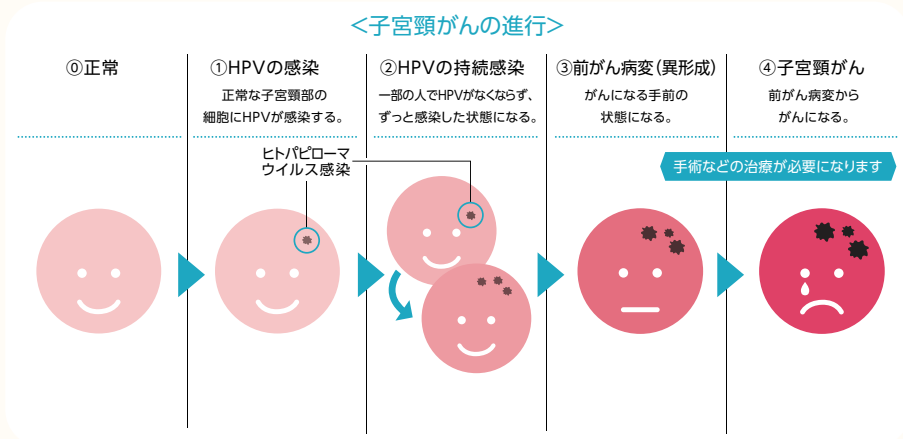 <子宮頸がんの進行>
⓪正常
①HPVの感染
正常な子宮頸部の
細胞にHPVが感染する。
②HPVの持続感染
一部の人でHPVがなくならず、
ずっと感染した状態になる。
③前がん病変(異形成)
がんになる手前の
状態になる。
④子宮頸がん
前がん病変から
がんになる。
ヒトパピローマ
ウイルス感染
手術などの治療が必要になります